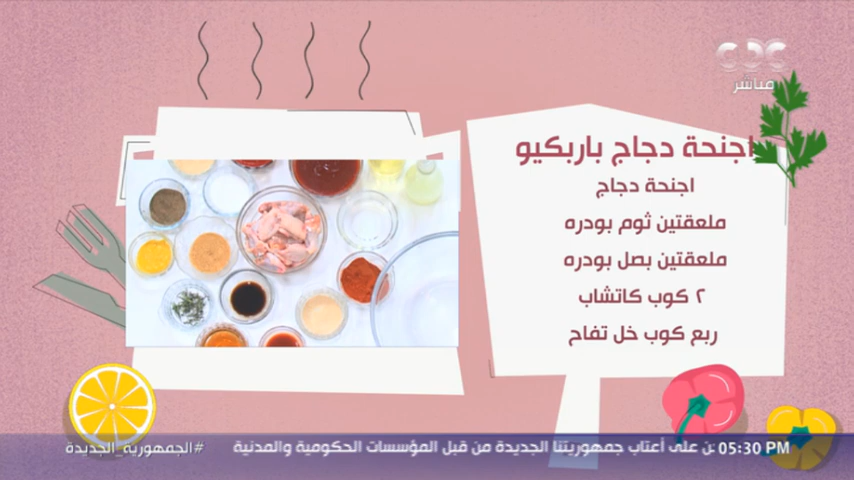 CBC
مباشر
اجنحة دجاج باربكيو
اجنحة دجاج
ملعقتين ثوم بودره
ملعقتين بصل بودره
٢ كوب كاتشاب
ربع كوب خل تفاح
05:30 PM
على أعتاب جمهوريتنا الجديدة من قبل المؤسسات الحكومية والمدنية
#الجمهورية_الجديدة